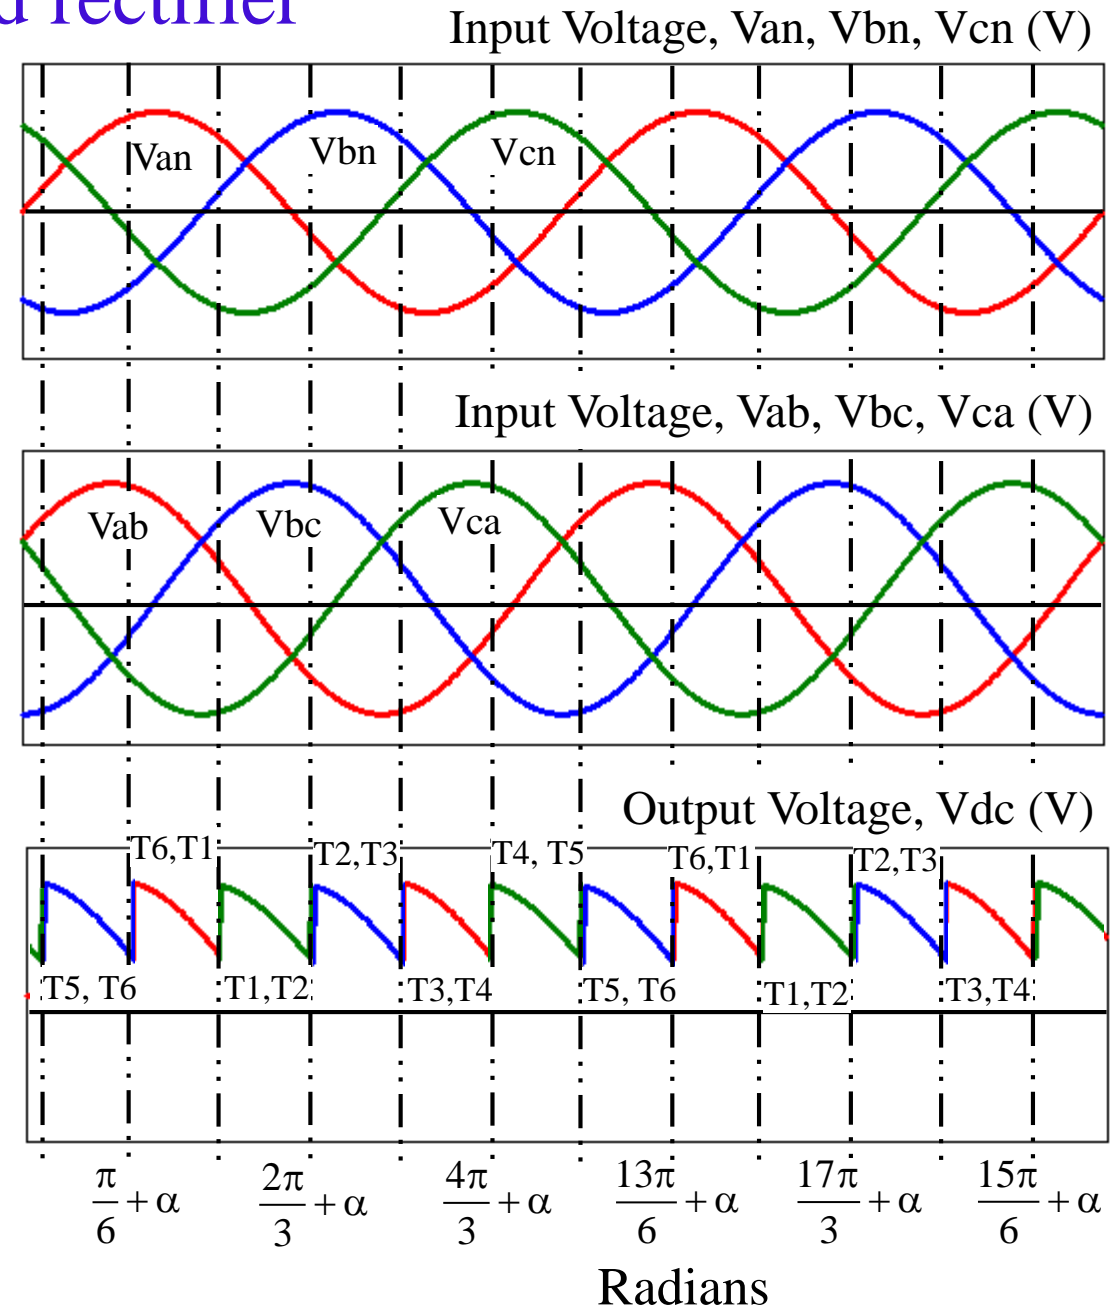 d rectifier
Input Voltage, Van, Vbn, Vcn (V)
Van Vbn Vcn
Input Voltage, Vab, Vbc, Vca (V)
Vab Vbc Vca
Output Voltage, Vdc (V)
T6,T1 T2,T3 T4, T5 T6,T1 T2,T3
T5, T6 T1,T2 T3,T4 T5, T6 T1,T2 T3,T4
π/6 + α 2π/3 + α 4π/3 + α 13π/6 + α 17π/3 + α 15π/6 + α
Radians